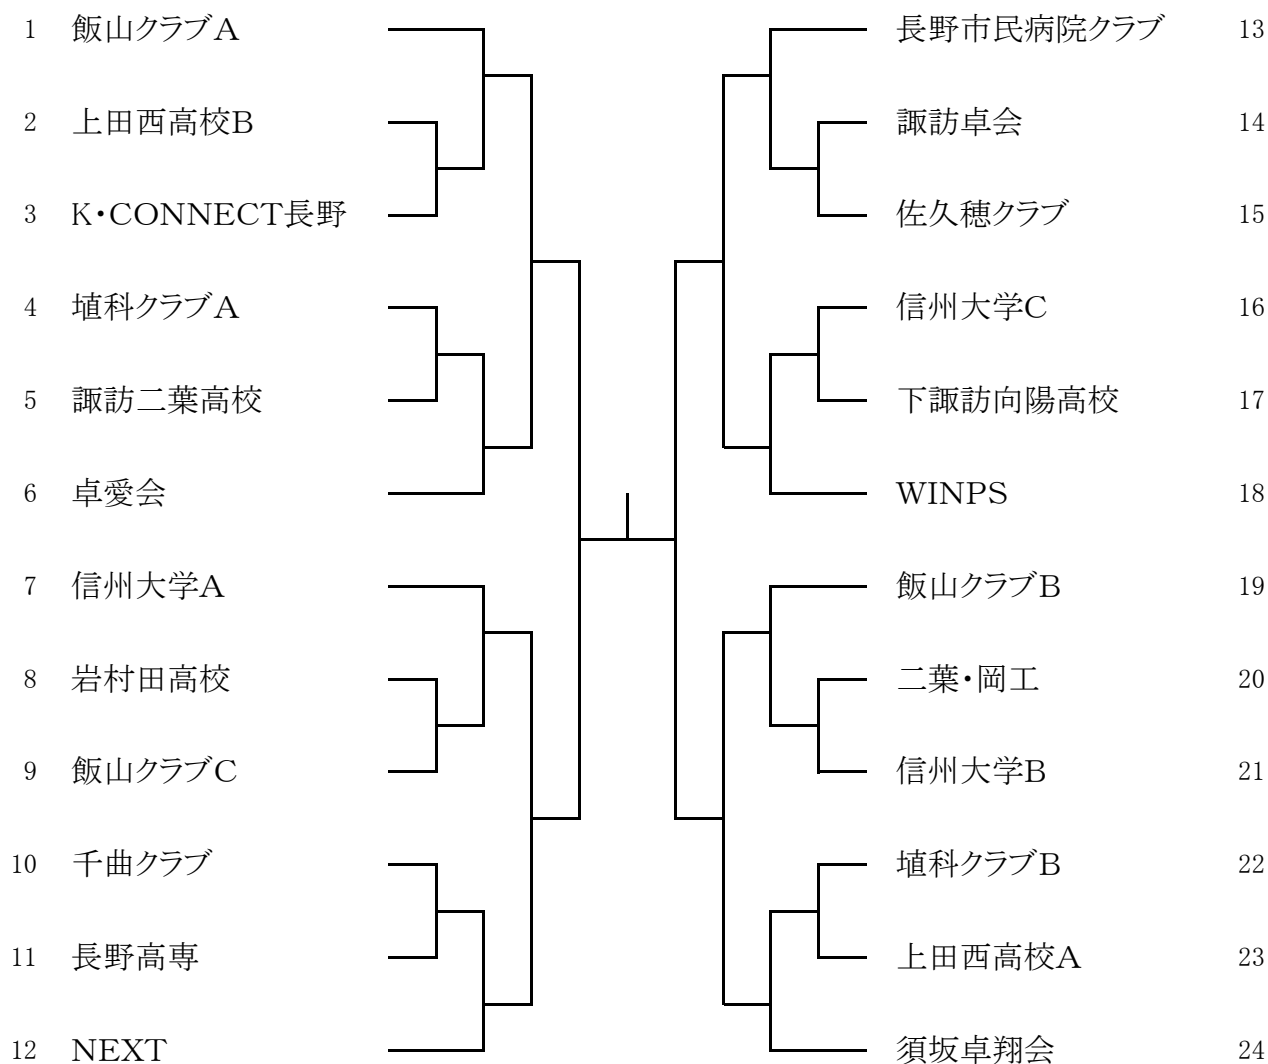 1 飯山クラブA
2 上田西高校B
3 K・CONNECT長野
4 埴科クラブA
5 諏訪二葉高校
6 卓愛会
7 信州大学A
8 岩村田高校
9 飯山クラブC
10 千曲クラブ
11 長野高専
12 NEXT
長野市民病院クラブ 13
諏訪卓会 14
佐久穂クラブ 15
信州大学C 16
下諏訪向陽高校 17
WINPS 18
飯山クラブB 19
二葉・岡工 20
信州大学B 21
埴科クラブB 22
上田西高校A 23
須坂卓翔会 24